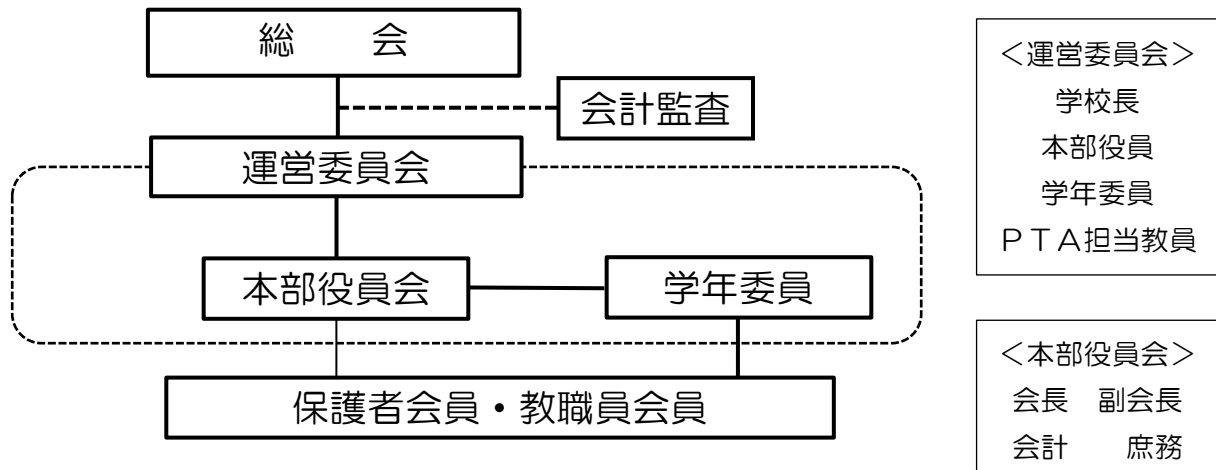 総　　会
会計監査
運営委員会
本部役員会
学年委員
保護者会員・教職員会員
＜運営委員会＞
学校長
本部役員
学年委員
ＰＴＡ担当教員
＜本部役員会＞
会長　副会長
会計　　庶務